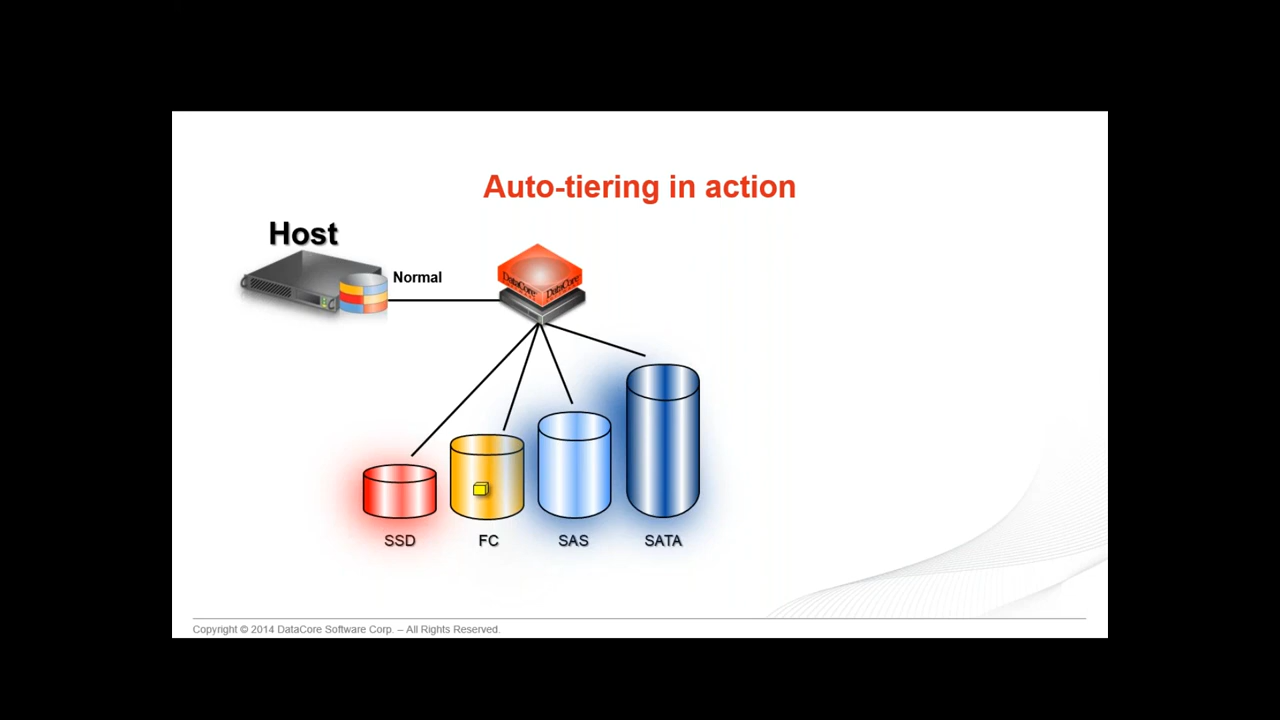 Auto-tiering in action
Host
Normal
DataCore DataCore
SSD
FC
SAS
SATA
Copyright © 2014 DataCore Software Corp. – All Rights Reserved.